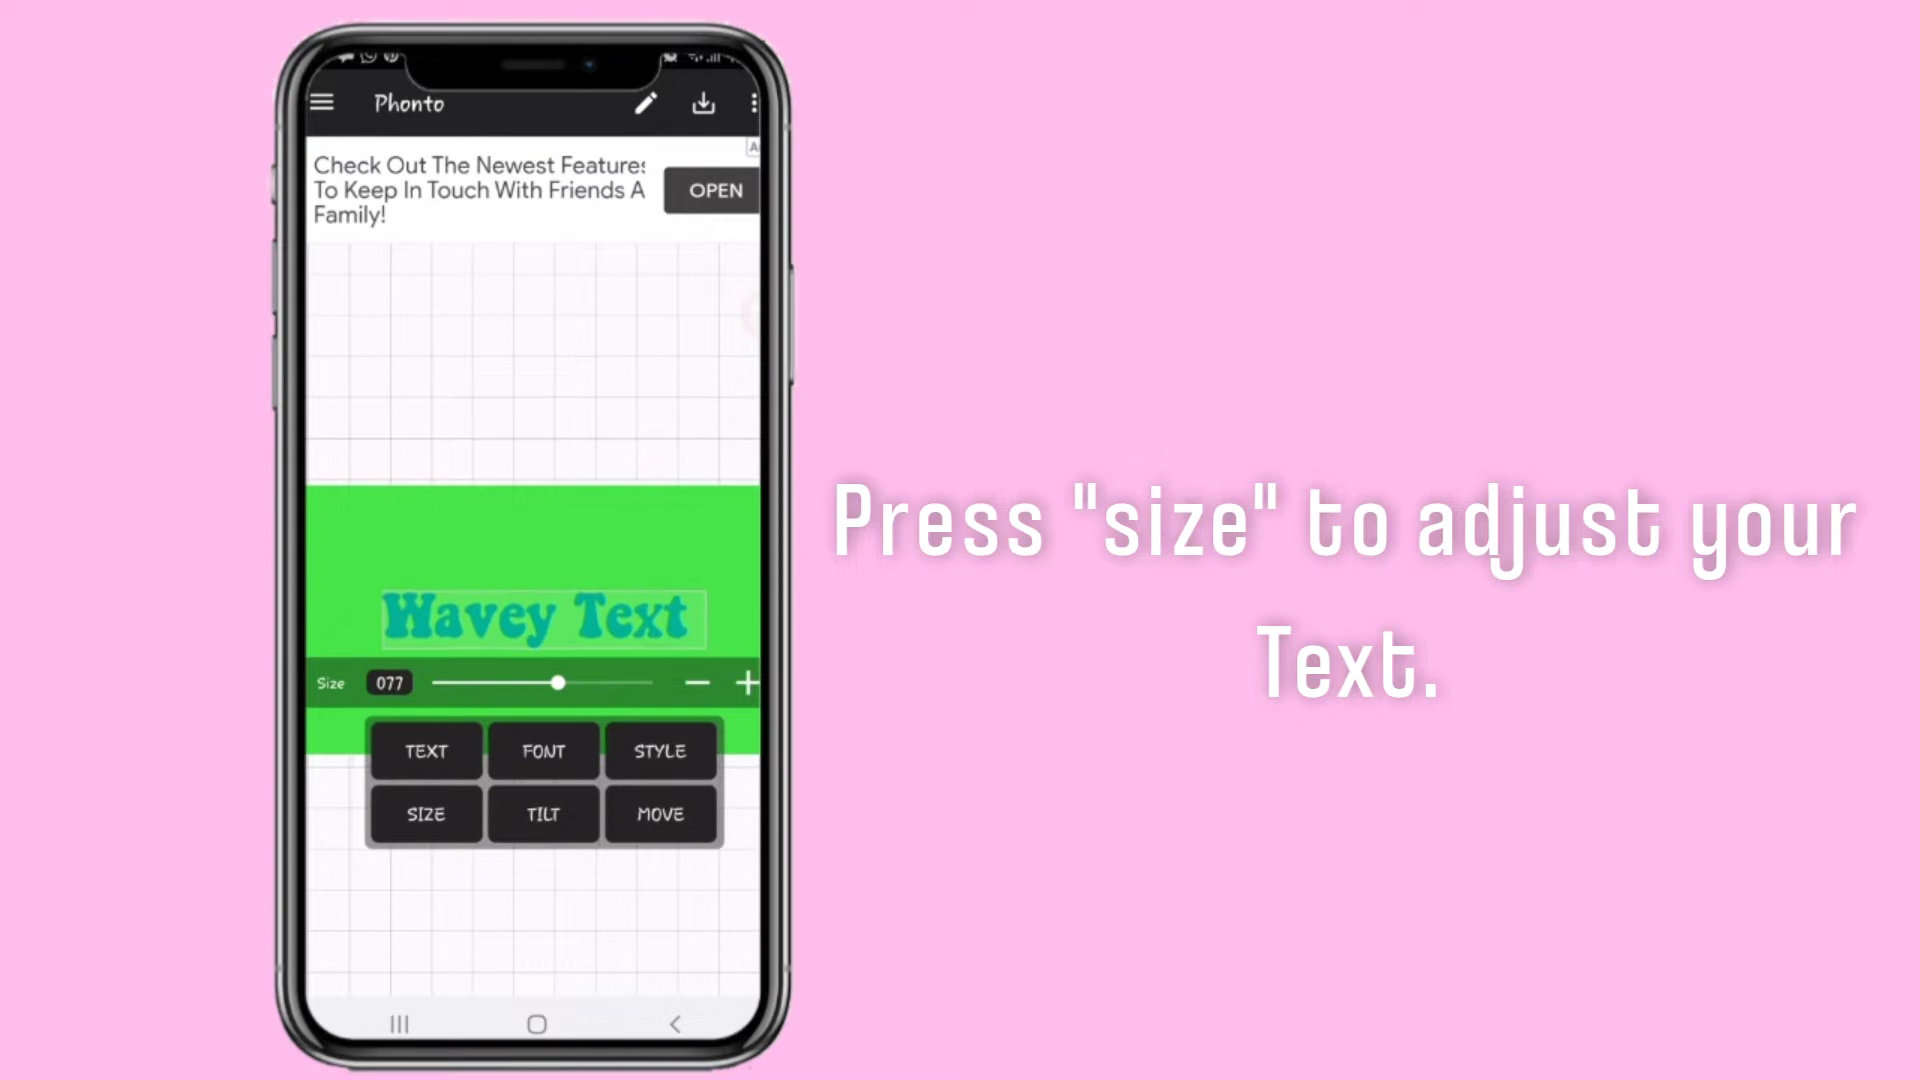 Phonto
Check Out The Newest Features
To Keep In Touch With Friends A
Family!
OPEN
Wavey Text
Size 077
TEXT FONT STYLE
SIZE TILT MOVE
Press "size" to adjust your
Text.